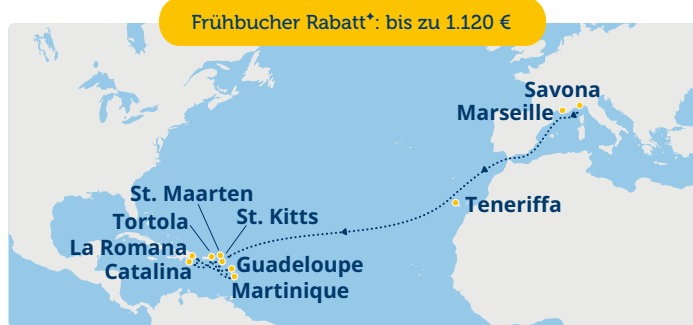 Frühbucher Rabatt✦: bis zu 1.120 €
Savona
Marseille
St. Maarten
Tortola
St. Kitts
Teneriffa
La Romana
Catalina
Guadeloupe
Martinique